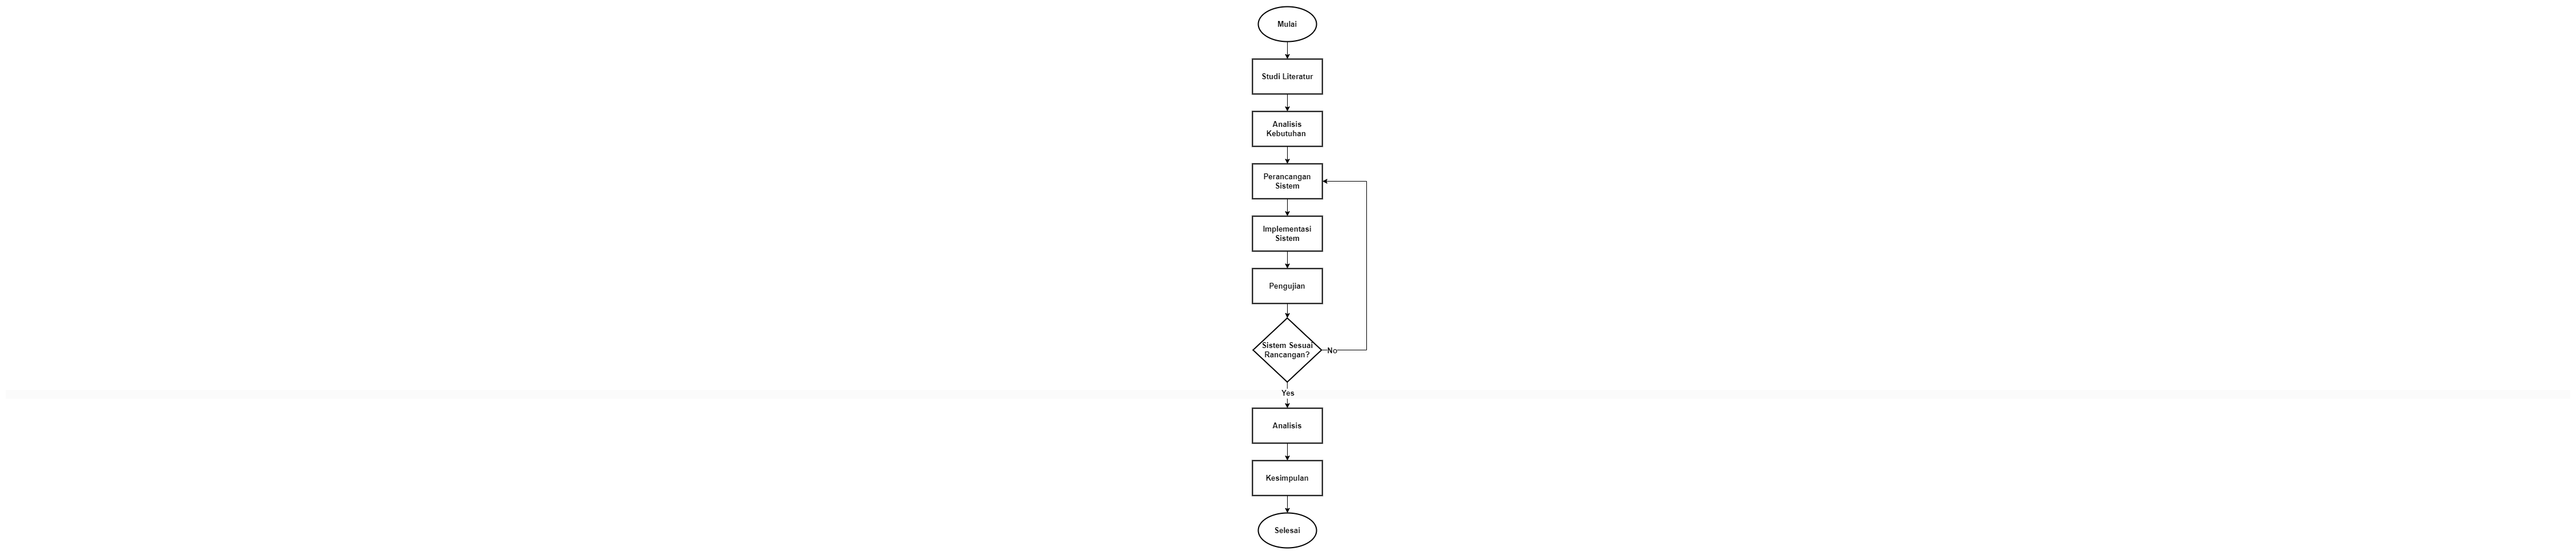 Mulai
Studi Literatur
Analisis
Kebutuhan
Perancangan
Sistem
Implementasi
Sistem
Pengujian
Sistem Sesuai
Rancangan?
No
Yes
Analisis
Kesimpulan
Selesai